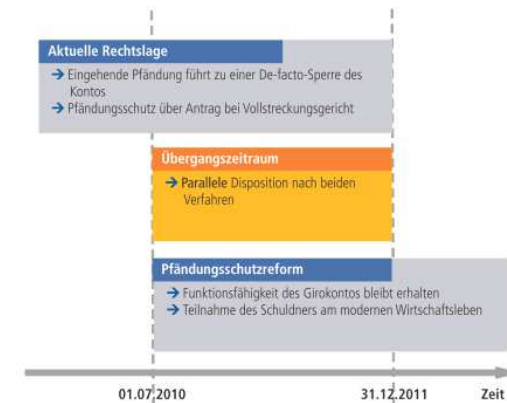 Aktuelle Rechtslage
→ Eingehende Pfändung führt zu einer De-facto-Sperre des
Kontos
→ Pfändungsschutz über Antrag bei Vollstreckungsgericht
Übergangszeitraum
→ Parallele Disposition nach beiden
Verfahren
Pfändungsschutzreform
→ Funktionsfähigkeit des Girokontos bleibt erhalten
→ Teilnahme des Schuldners am modernen Wirtschaftsleben
01.07.2010 31.12.2011 Zeit